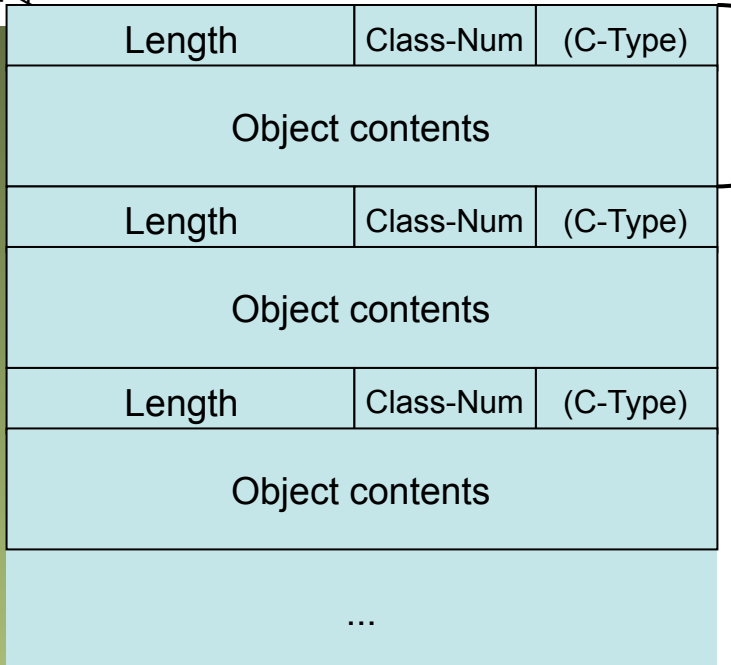 Length Class-Num (C-Type)
Object contents
Length Class-Num (C-Type)
Object contents
Length Class-Num (C-Type)
Object contents
...